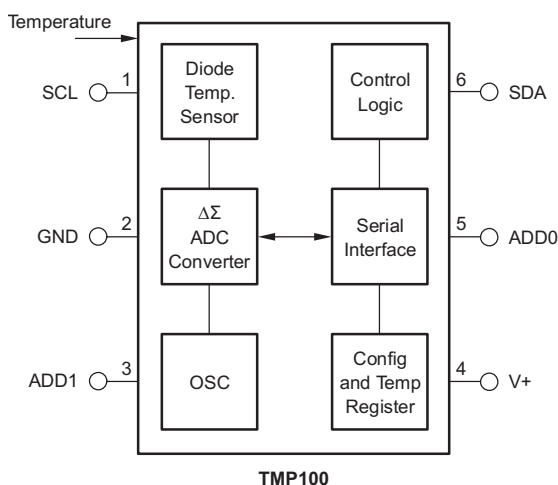 Temperature
SCL
1
Diode
Temp.
Sensor
Control
Logic
6
SDA
GND
2
ΔΣ
ADC
Converter
Serial
Interface
5
ADD0
ADD1
3
OSC
Config
and Temp
Register
4
V+
TMP100